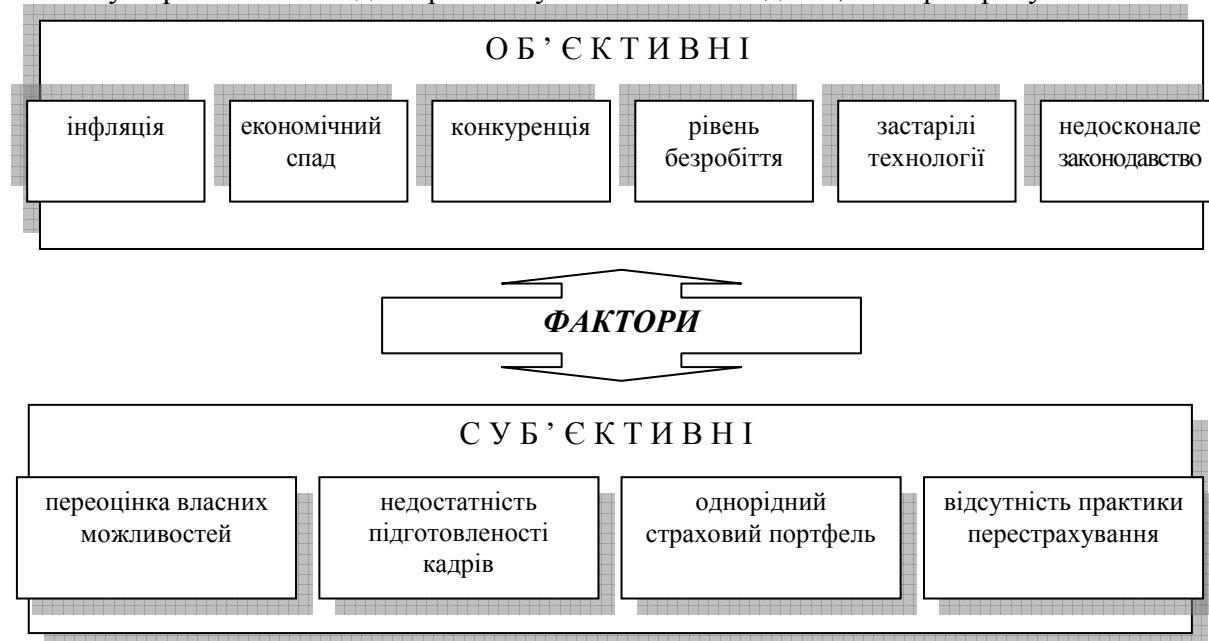 О Б ’ Є К Т И В Н І
інфляція
економічний
спад
конкуренція
рівень
безробіття
застарілі
технології
недосконале
законодавство
ФАКТОРИ
С У Б ’ Є К Т И В Н І
переоцінка власних
можливостей
недостатність
підготовленості
кадрів
однорідний
страховий портфель
відсутність практики
перестрахування